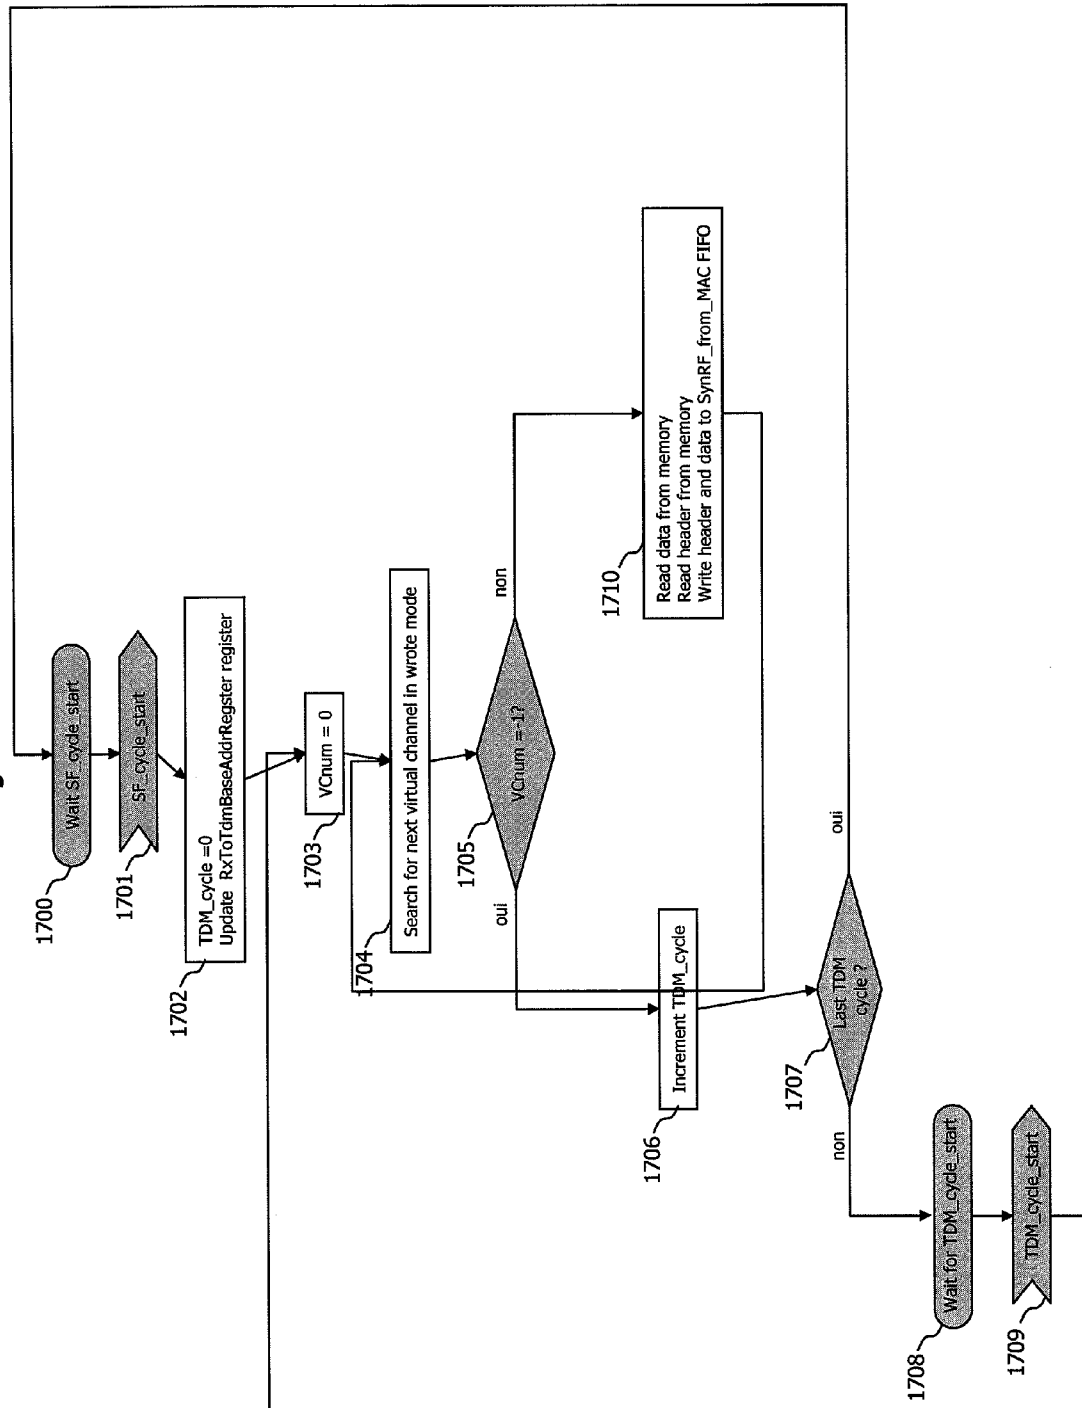 1700
Wait SF_cycle_start
1701
SF_cycle_start
1702
TDM_cycle =0
Update RxToTdmBaseAddrRegster register
1703
VCnum = 0
1704
Search for next virtual channel in wrote mode
1705
VCnum =-1?
oui
non
1710
Read data from memory
Read header from memory
Write header and data to SynRF_from_MAC FIFO
1706
Increment TDM_cycle
1707
Last TDM
cycle ?
non
oui
1708
Wait for TDM_cycle_start
1709
TDM_cycle_start